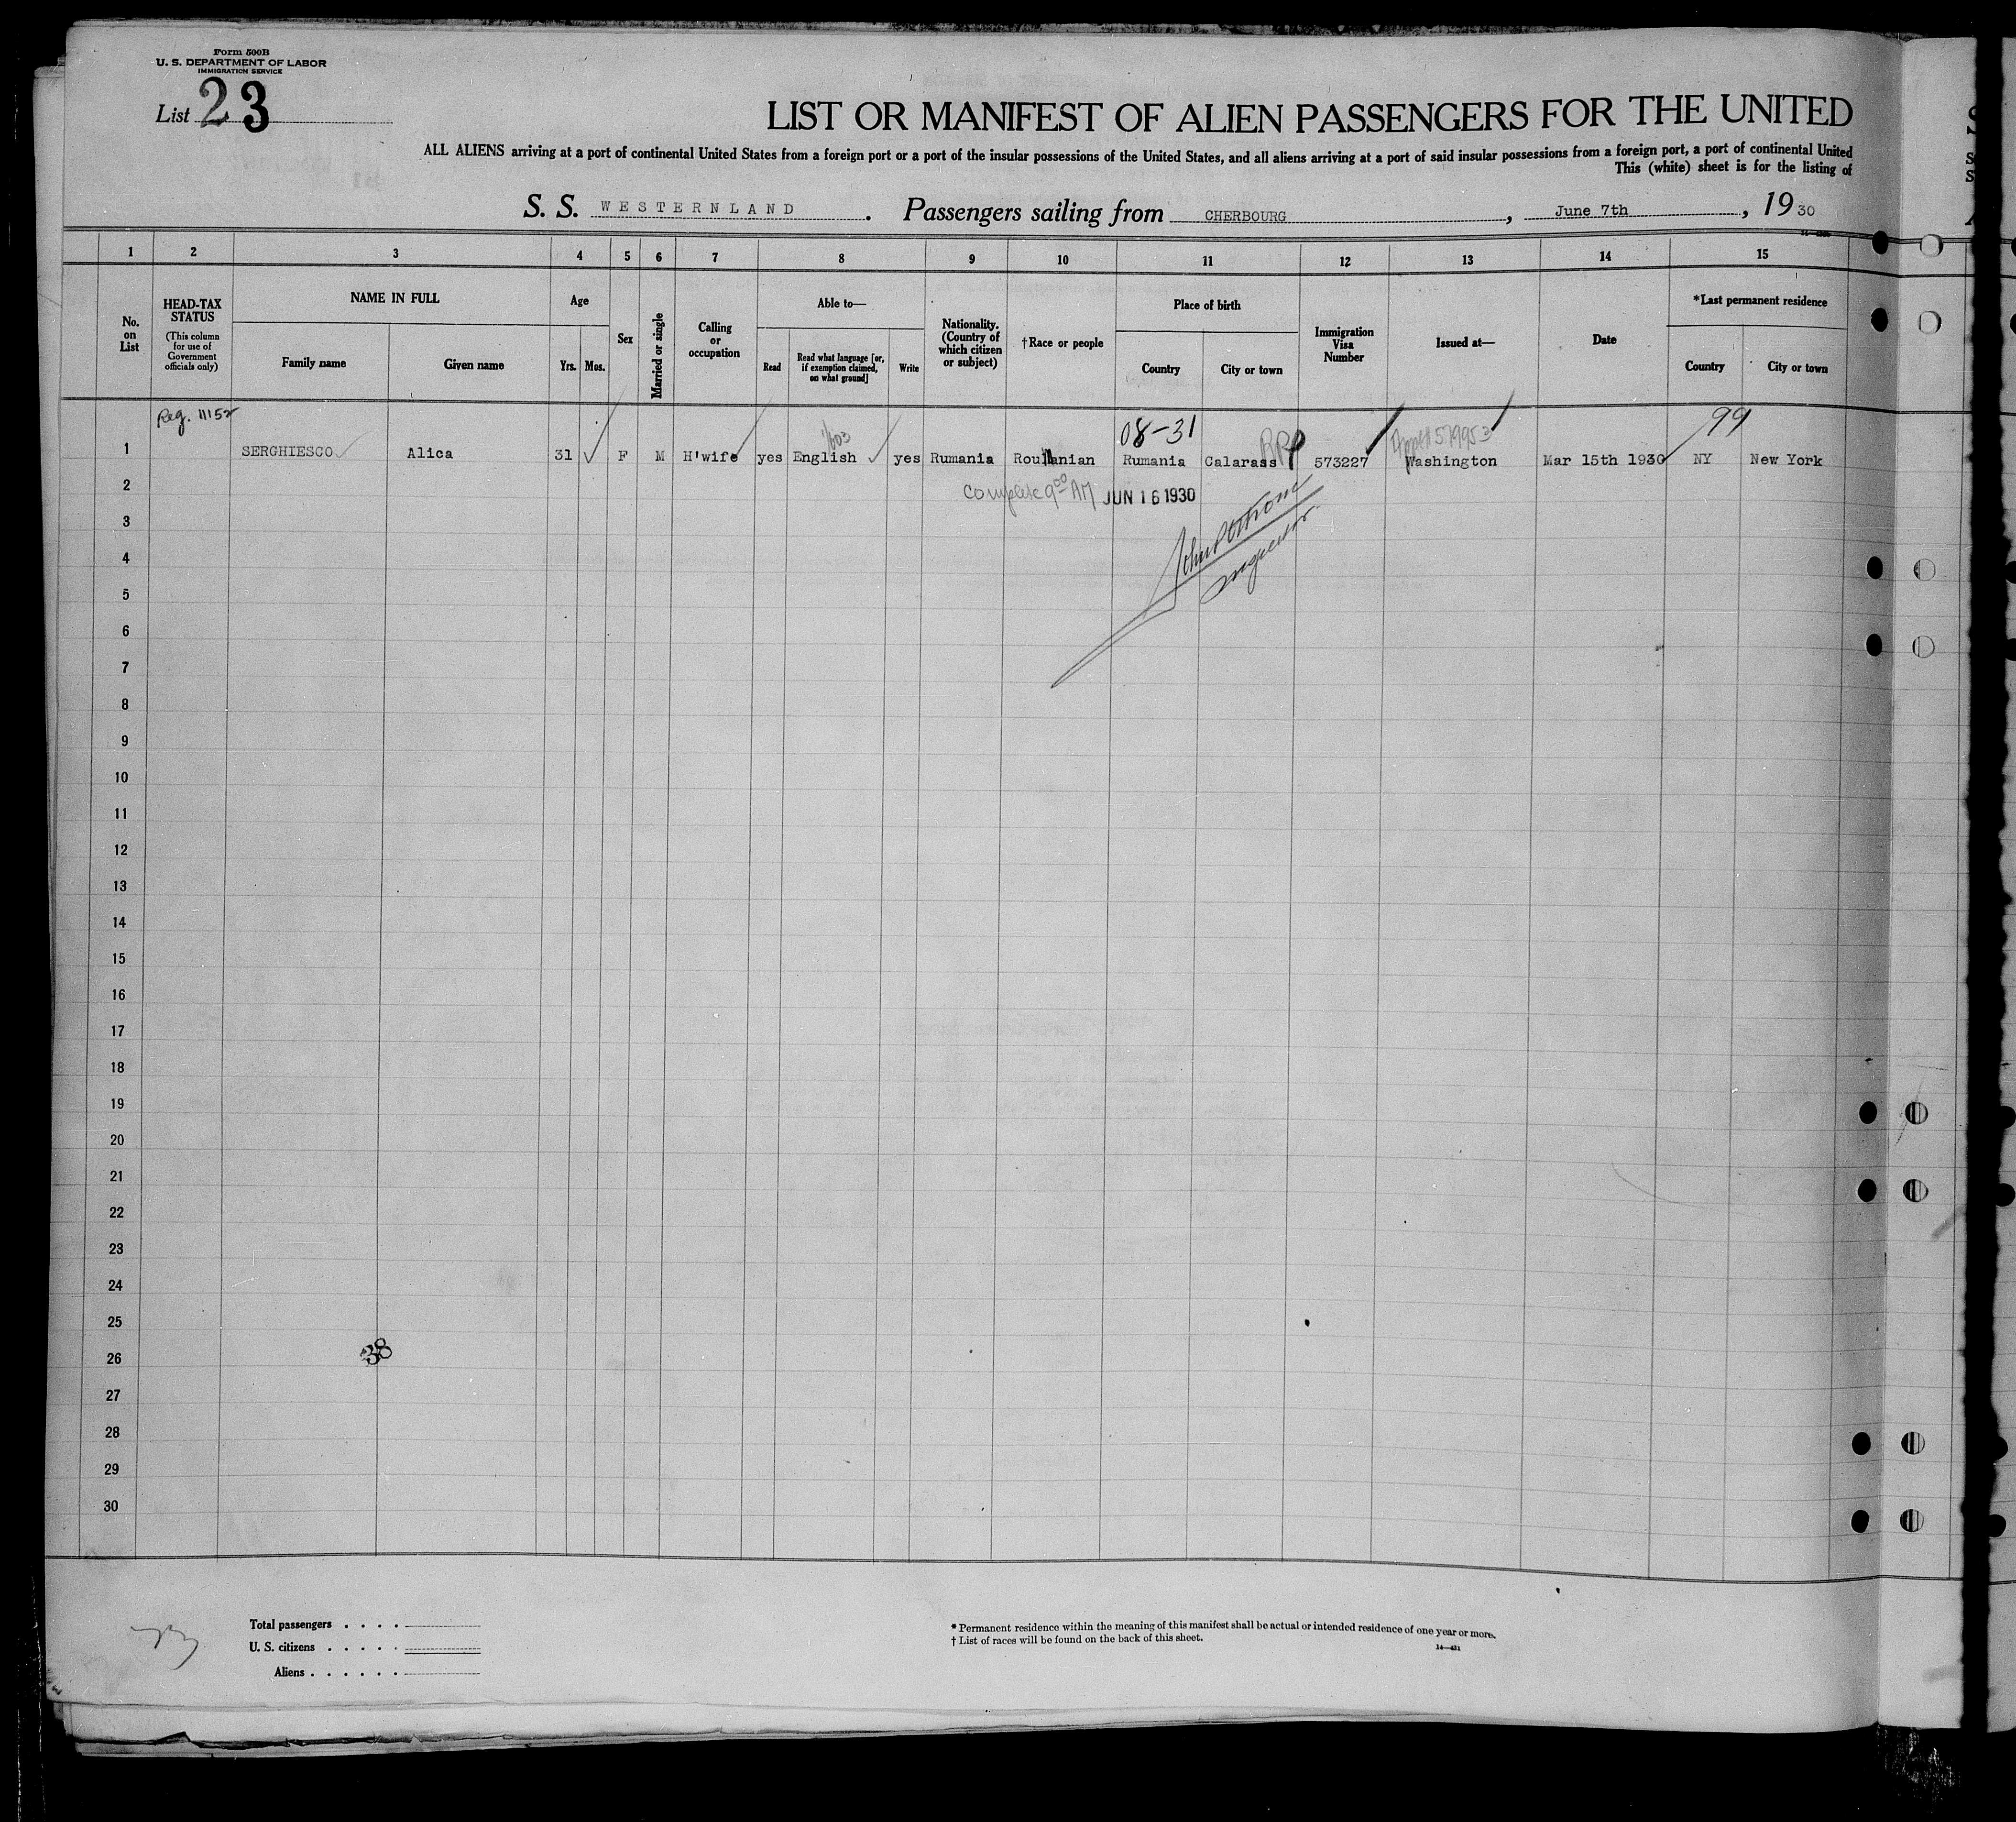 Form 500B
U. S. DEPARTMENT OF LABOR
IMMIGRATION SERVICE
List 23
LIST OR MANIFEST OF ALIEN PASSENGERS FOR THE UNITED
ALL ALIENS arriving at a port of continental United States from a foreign port or a port of the insular possessions of the United States, and all aliens arriving at a port of said insular possessions from a foreign port, a port of continental United
This (white) sheet is for the listing of
S. S. WESTERNLAND . Passengers sailing from CHERBOURG , June 7th , 1930
1 2 3 4 5 6 7 8 9 10 11 12 13 14 15
No. on List
HEAD-TAX STATUS
(This column for use of Government officials only)
NAME IN FULL
Family name
Given name
Age
Yrs. Mos.
Sex
Married or single
Calling or occupation
Able to—
Read
Read what language [or, if exemption claimed, on what ground]
Write
Nationality. (Country of which citizen or subject)
†Race or people
Place of birth
Country
City or town
Immigration Visa Number
Issued at—
Date
*Last permanent residence
Country
City or town
Reg. 11152
08-31
99
1 SERGHIESCO Alica 31 F M H'wife yes English yes Rumania Roumanian Rumania Calarass 573227 Washington Mar 15th 1930 NY New York
2
complete 9⁰⁰ AM JUN 16 1930
3
4
Inspector
5
6
7
8
9
10
11
12
13
14
15
16
17
18
19
20
21
22
23
24
25
26
38
27
28
29
30
Total passengers . . . .
U. S. citizens . . . . .
Aliens . . . . . .
* Permanent residence within the meaning of this manifest shall be actual or intended residence of one year or more.
† List of races will be found on the back of this sheet.